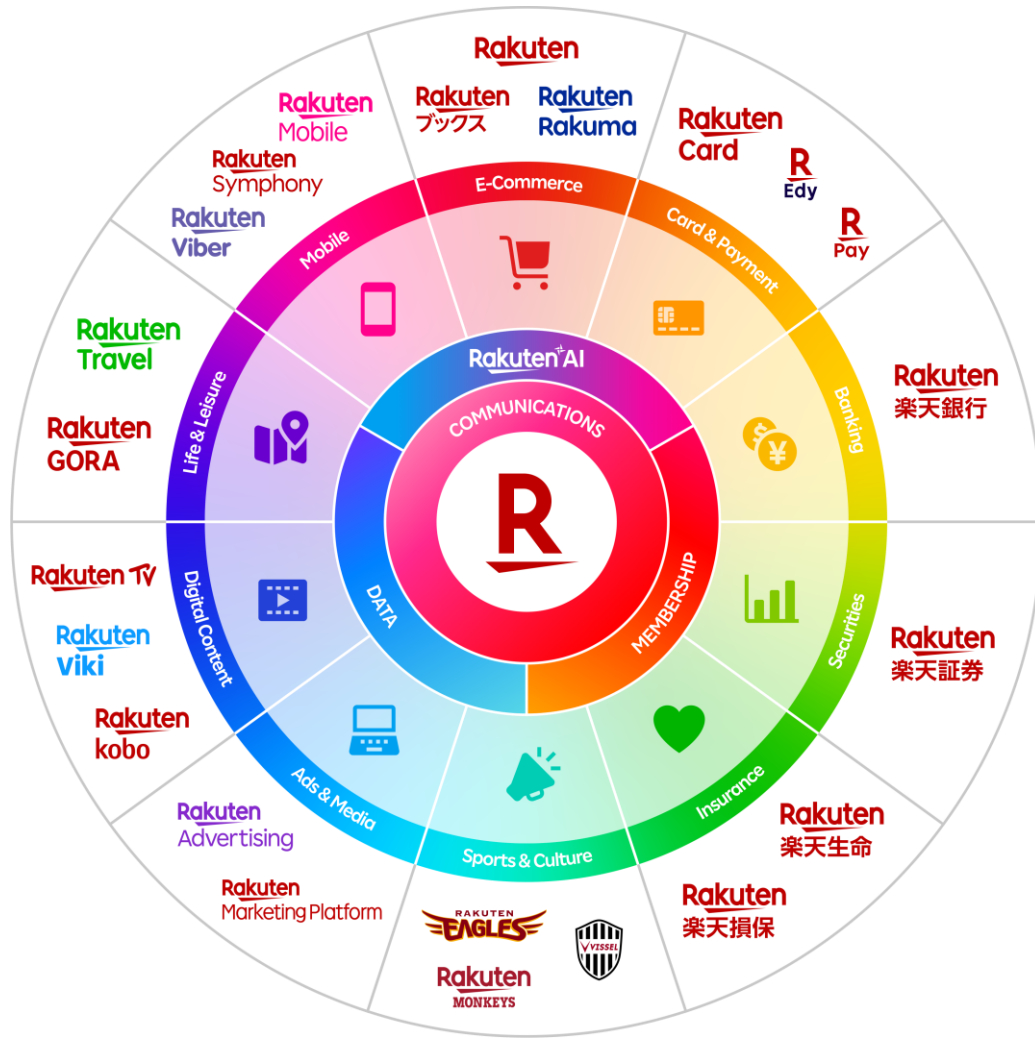 Rakuten
Rakuten
ブックス
Rakuten
Rakuma
Rakuten
Card
R
Edy
R
Pay
Rakuten
楽天銀行
Rakuten
楽天証券
Rakuten
楽天生命
Rakuten
楽天損保
RAKUTEN
EAGLES
VISSEL
Rakuten
MONKEYS
Rakuten
Marketing Platform
Rakuten
Advertising
Rakuten
kobo
Rakuten
Viki
Rakuten TV
Rakuten
GORA
Rakuten
Travel
Rakuten
Viber
Rakuten
Symphony
Rakuten
Mobile
E-Commerce
Card & Payment
Banking
Securities
Insurance
Sports & Culture
Ads & Media
Digital Content
Life & Leisure
Mobile
$
¥
Rakuten AI
MEMBERSHIP
DATA
COMMUNICATIONS
R